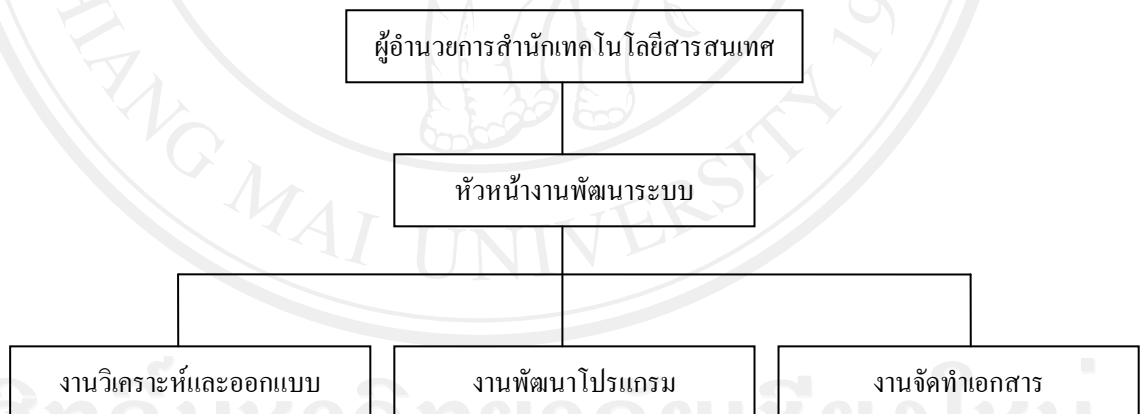 ผู้อำนวยการสำนักเทคโนโลยีสารสนเทศ
หัวหน้างานพัฒนาระบบ
งานวิเคราะห์และออกแบบ
งานพัฒนาโปรแกรม
งานจัดทำเอกสาร
CHIANG MAI UNIVERSITY 19